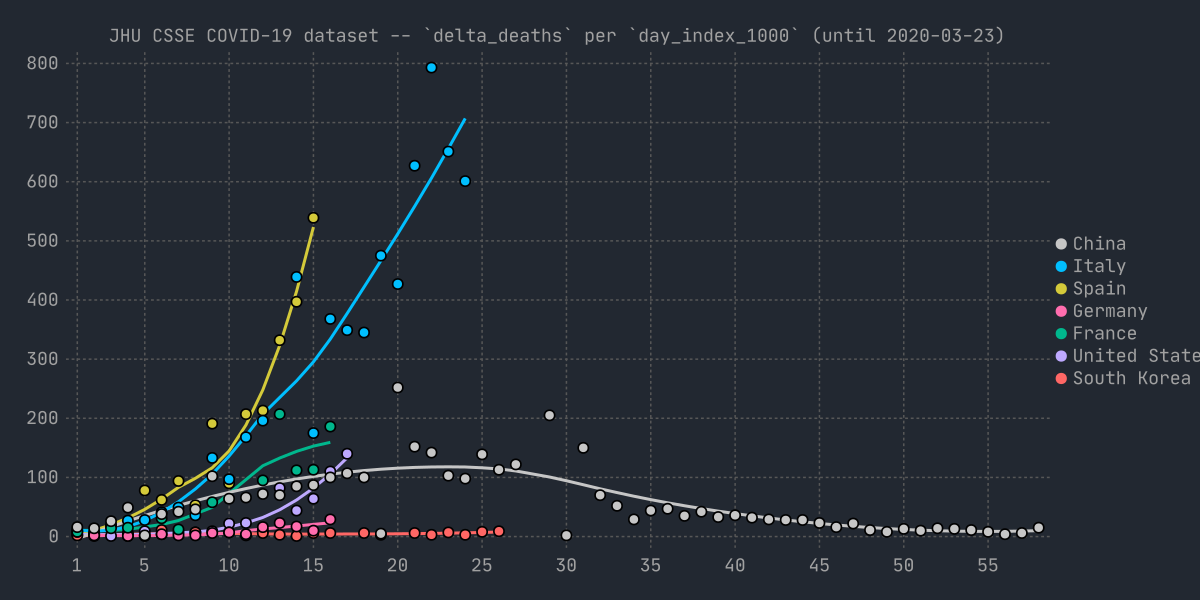 JHU CSSE COVID-19 dataset -- `delta_deaths` per `day_index_1000` (until 2020-03-23)
800
700
600
500
400
300
200
100
0
1 5 10 15 20 25 30 35 40 45 50 55
China
Italy
Spain
Germany
France
United State
South Korea